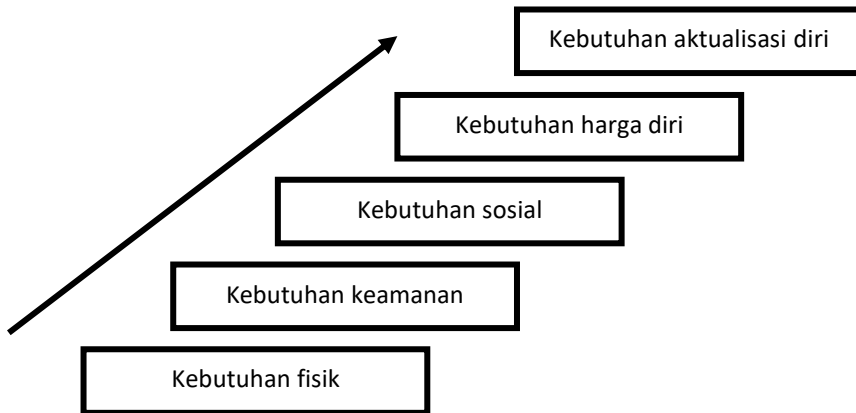 Kebutuhan aktualisasi diri
Kebutuhan harga diri
Kebutuhan sosial
Kebutuhan keamanan
Kebutuhan fisik